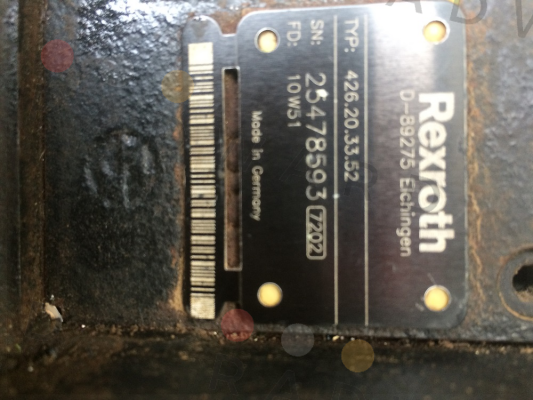 Rexroth
D-89275 Elchingen
TYP: 426.20.33.52
SN: 25478593 7202
FD: 10W51
Made in Germany